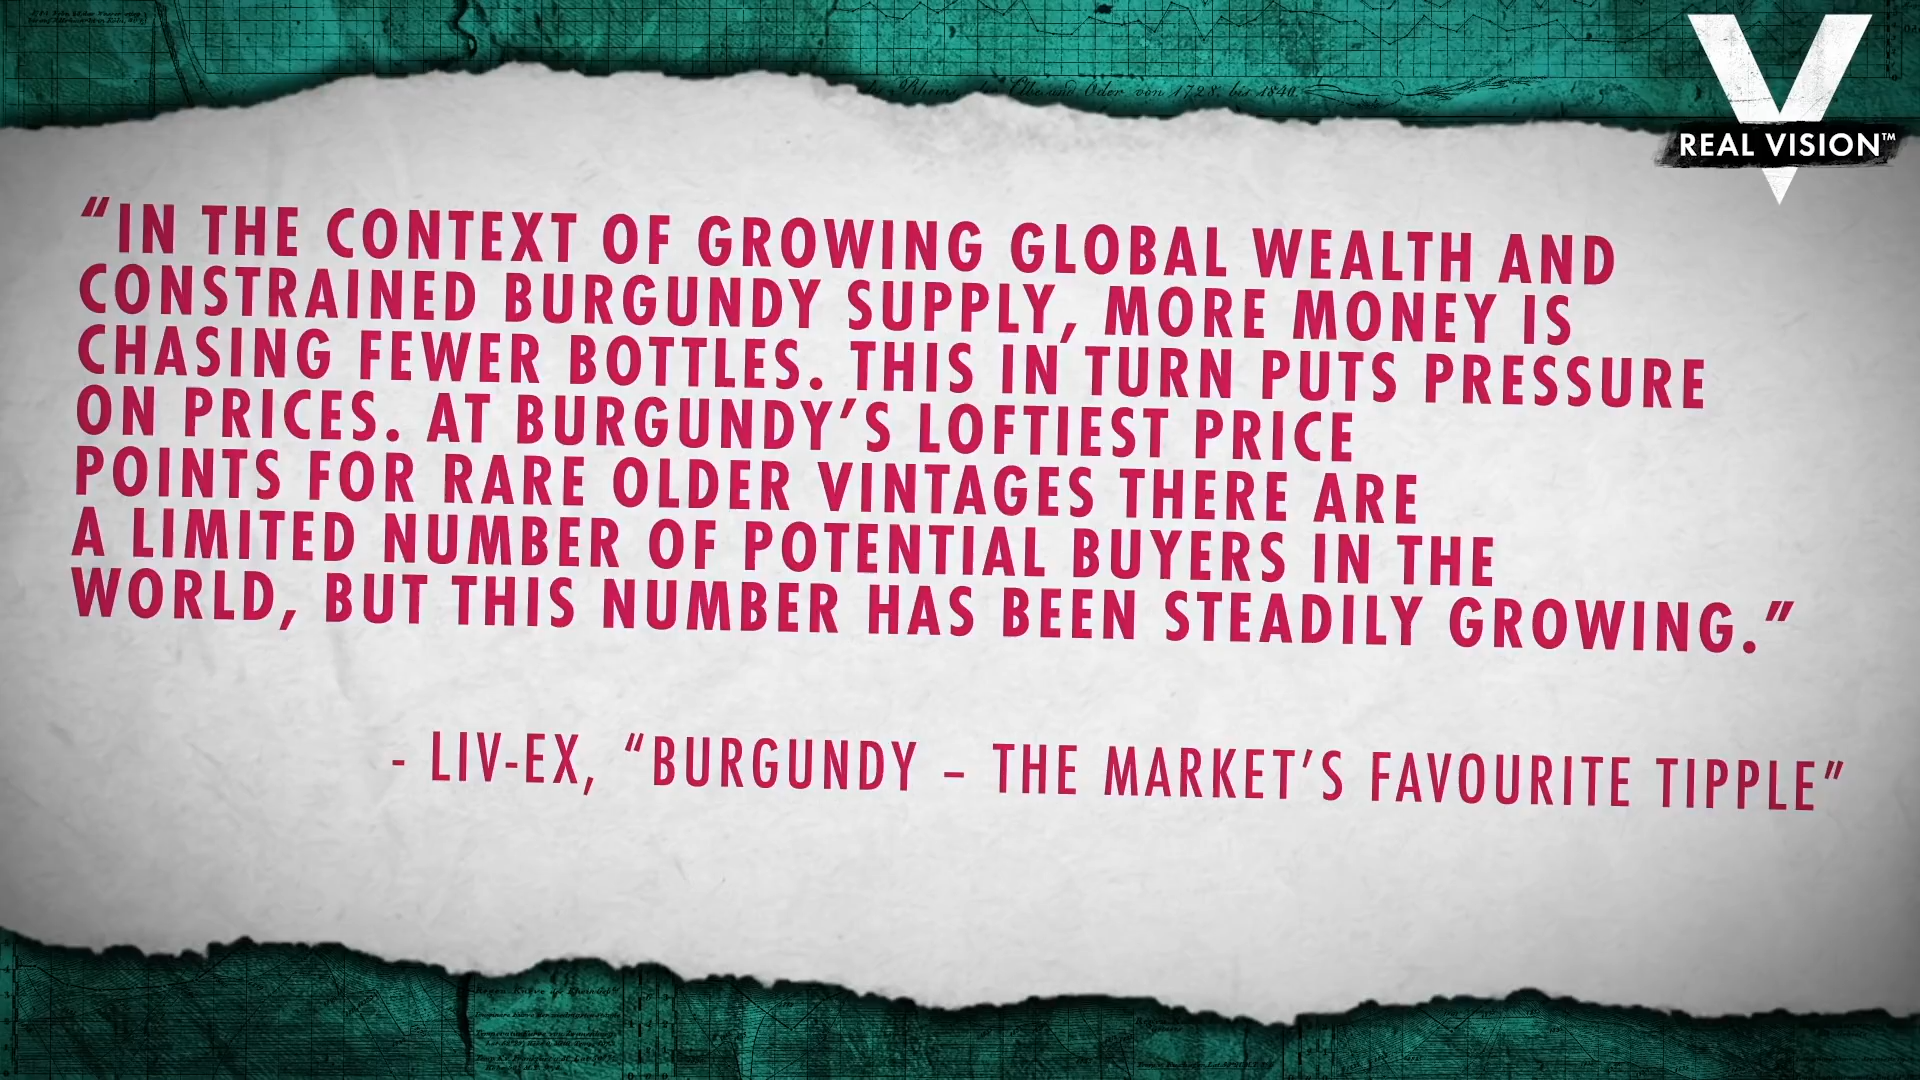 REAL VISION™
“IN THE CONTEXT OF GROWING GLOBAL WEALTH AND
CONSTRAINED BURGUNDY SUPPLY, MORE MONEY IS
CHASING FEWER BOTTLES. THIS IN TURN PUTS PRESSURE
ON PRICES. AT BURGUNDY’S LOFTIEST PRICE
POINTS FOR RARE OLDER VINTAGES THERE ARE
A LIMITED NUMBER OF POTENTIAL BUYERS IN THE
WORLD, BUT THIS NUMBER HAS BEEN STEADILY GROWING.”
- LIV-EX, “BURGUNDY – THE MARKET’S FAVOURITE TIPPLE”